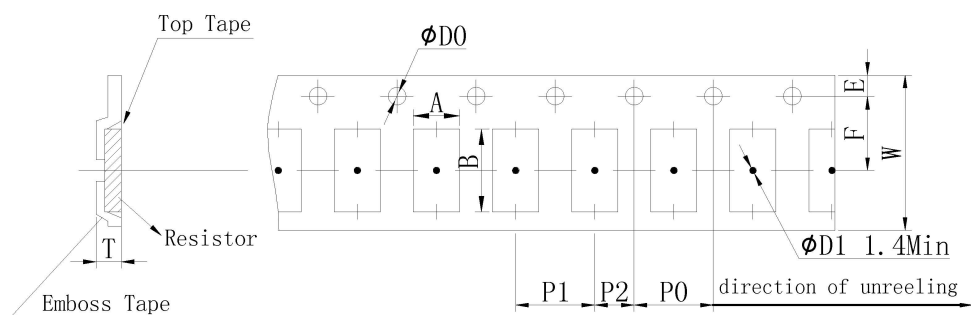 Top Tape
ϕD0
A
E
F
W
B
Resistor
T
ϕD1 1.4Min
Emboss Tape
P1
P2
P0
direction of unreeling